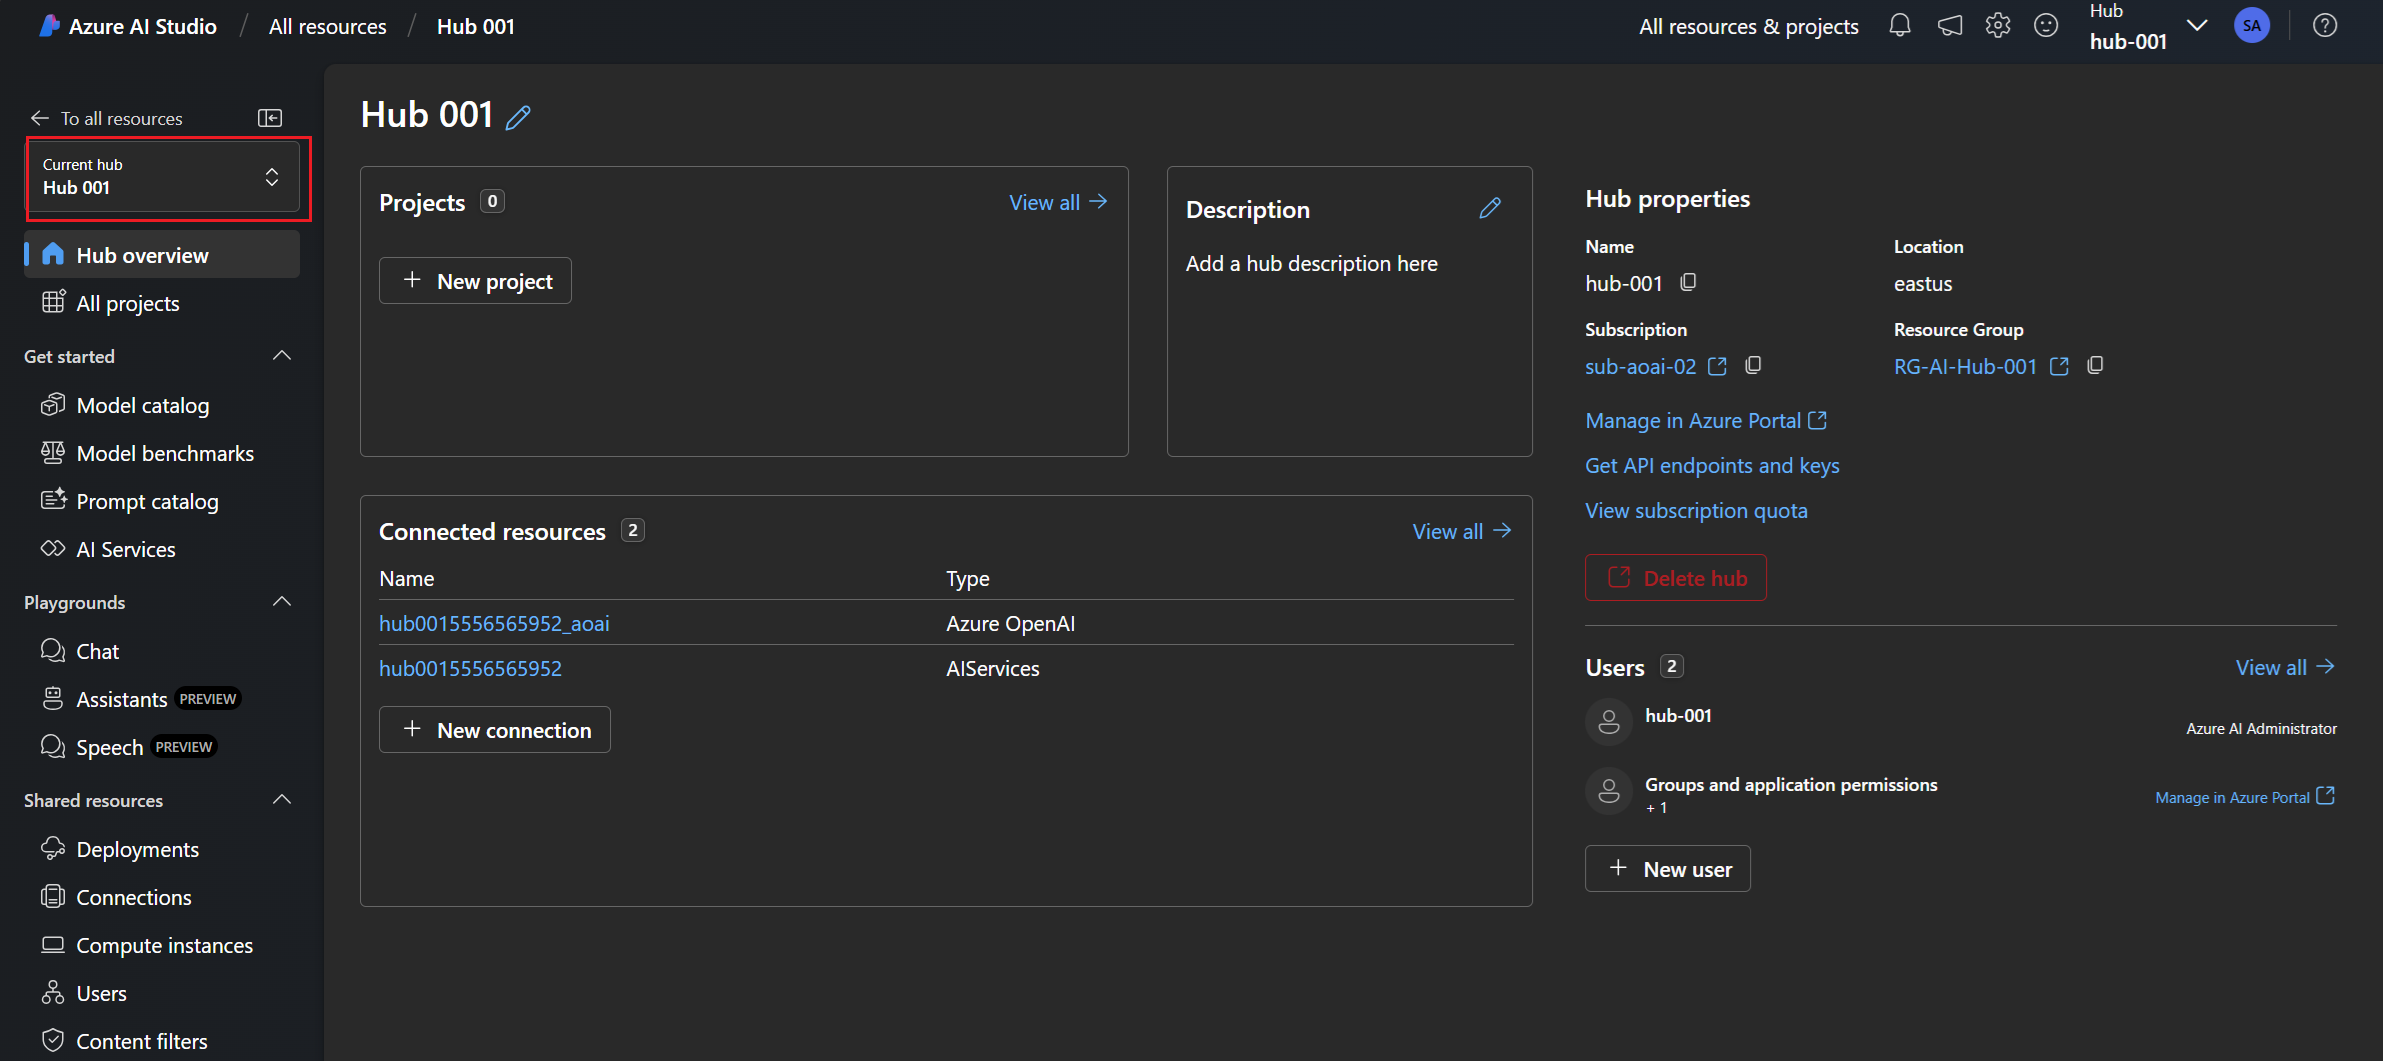 Azure AI Studio / All resources / Hub 001
All resources & projects
Hub
hub-001
SA
To all resources
Current hub
Hub 001
Hub overview
All projects
Get started
Model catalog
Model benchmarks
Prompt catalog
AI Services
Playgrounds
Chat
Assistants PREVIEW
Speech PREVIEW
Shared resources
Deployments
Connections
Compute instances
Users
Content filters
Hub 001
Projects 0
View all
+ New project
Description
Add a hub description here
Connected resources 2
View all
Name Type
hub0015556565952_aoai Azure OpenAI
hub0015556565952 AIServices
+ New connection
Hub properties
Name Location
hub-001 eastus
Subscription Resource Group
sub-aoai-02 RG-AI-Hub-001
Manage in Azure Portal
Get API endpoints and keys
View subscription quota
Delete hub
Users 2
View all
hub-001
Azure AI Administrator
Groups and application permissions
+ 1
Manage in Azure Portal
+ New user